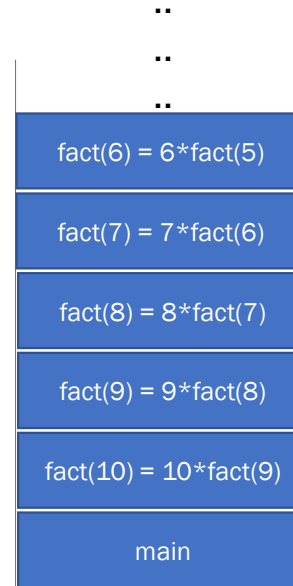 ..
..
..
fact(6) = 6*fact(5)
fact(7) = 7*fact(6)
fact(8) = 8*fact(7)
fact(9) = 9*fact(8)
fact(10) = 10*fact(9)
main